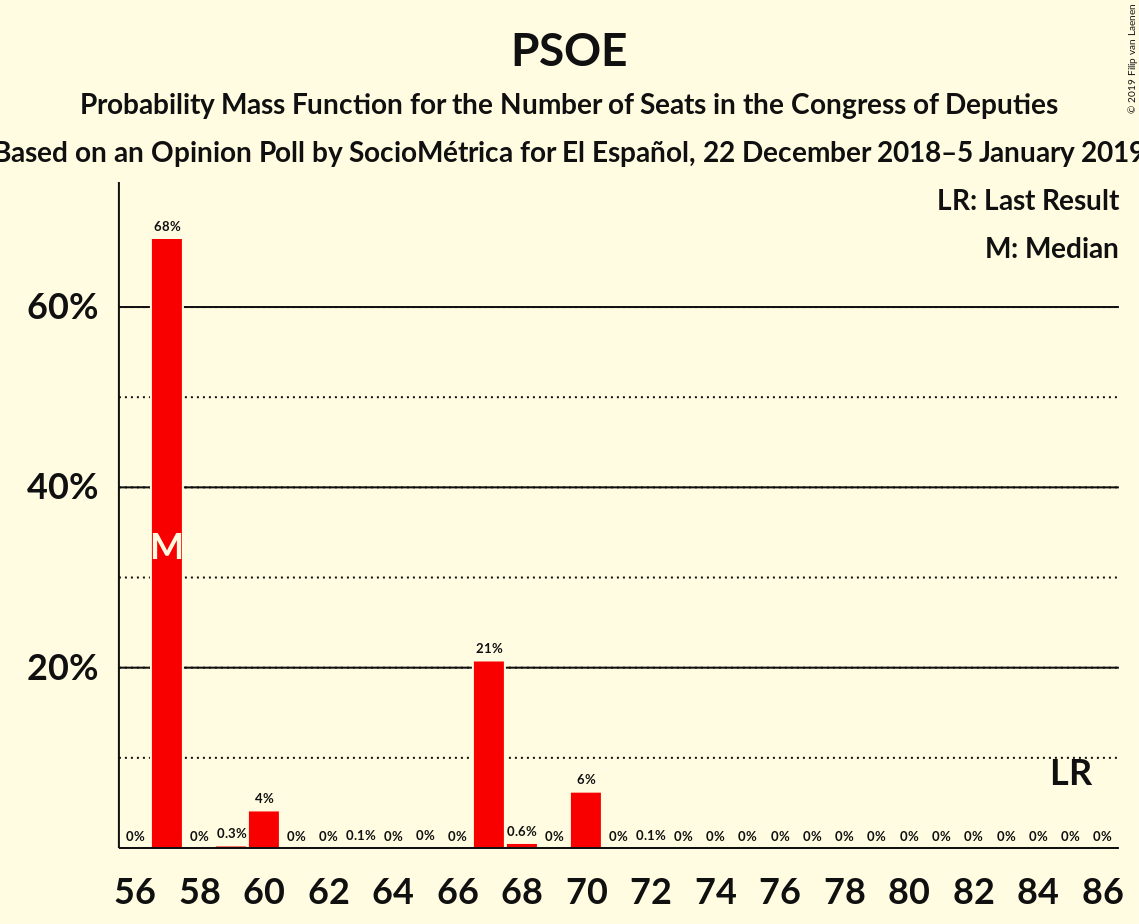 PSOE
Probability Mass Function for the Number of Seats in the Congress of Deputies
Based on an Opinion Poll by SocioMétrica for El Español, 22 December 2018–5 January 2019
© 2019 Filip van Laenen
LR: Last Result
M: Median
68%
60%
40%
M
21%
20%
LR
6%
4%
0% 0% 0.3% 0% 0% 0.1% 0% 0% 0% 0.6% 0% 0% 0.1% 0% 0% 0% 0% 0% 0% 0% 0% 0% 0% 0% 0% 0% 0%
56 58 60 62 64 66 68 70 72 74 76 78 80 82 84 86